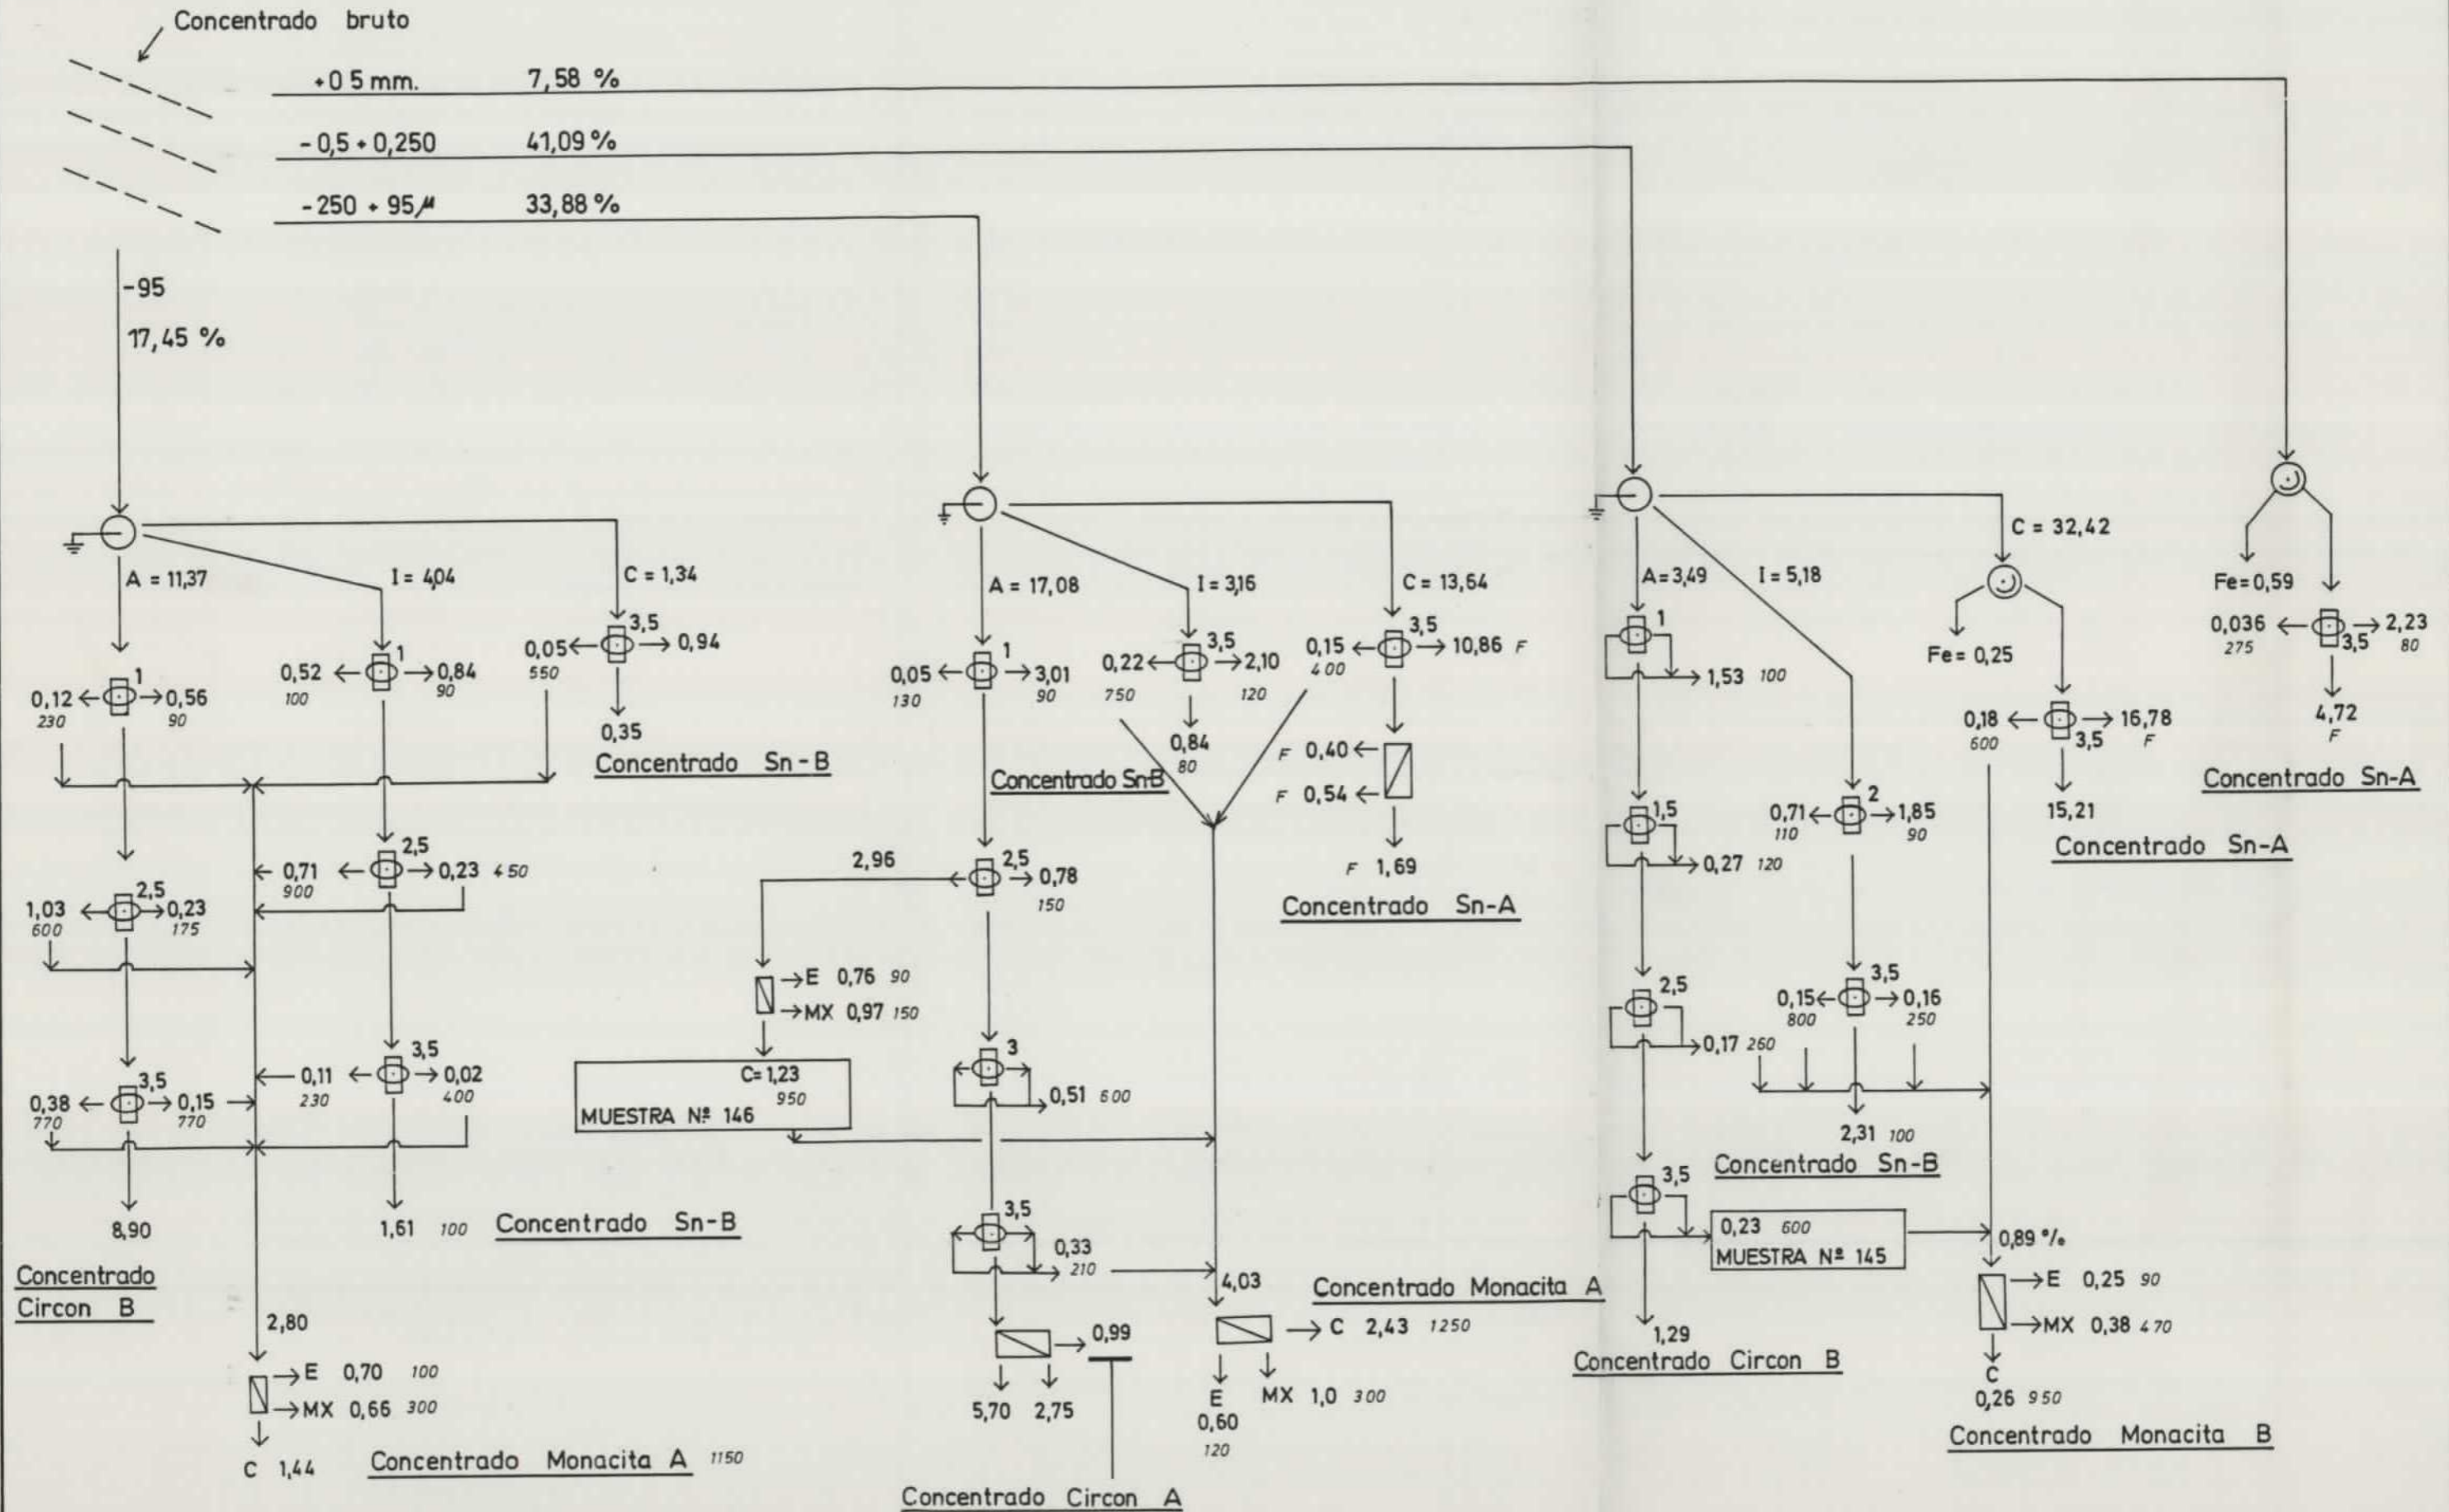 Concentrado bruto
+0 5 mm. 7,58 %
- 0,5 + 0,250 41,09 %
- 250 + 95 μ 33,88 %
-95
17,45 %
A = 11,37
I = 4,04
C = 1,34
1
0,12
230
0,56
90
1
0,52
100
0,84
90
3,5
0,05
550
0,94
0,35
Concentrado Sn-B
2,5
1,03
600
0,23
175
2,5
0,71
900
0,23 450
3,5
0,38
770
0,15
770
3,5
0,11
230
0,02
400
8,90
Concentrado
Circon B
1,61 100
Concentrado Sn-B
2,80
E 0,70 100
MX 0,66 300
C 1,44
Concentrado Monacita A 1150
A = 17,08
I = 3,16
C = 13,64
1
0,05
130
3,01
90
3,5
0,22
750
2,10
120
0,84
80
Concentrado Sn-B
3,5
0,15
400
10,86 F
F 0,40
F 0,54
F 1,69
Concentrado Sn-A
2,96
2,5
0,78
150
E 0,76 90
MX 0,97 150
C= 1,23
950
MUESTRA Nº 146
3
0,51 600
3,5
0,33
210
0,99
5,70 2,75
Concentrado Circon A
4,03
Concentrado Monacita A
C 2,43 1250
E
0,60
120
MX 1,0 300
A=3,49
I = 5,18
C = 32,42
1
1,53 100
1,5
0,27 120
2,5
0,17 260
3,5
0,23 600
MUESTRA Nº 145
1,29
Concentrado Circon B
2
0,71
110
1,85
90
3,5
0,15
800
0,16
250
2,31 100
Concentrado Sn-B
Fe= 0,25
0,18
600
3,5
16,78
F
15,21
Concentrado Sn-A
0,89 %
E 0,25 90
MX 0,38 470
C
0,26 950
Concentrado Monacita B
Fe=0,59
0,036
275
3,5
2,23
80
4,72
F
Concentrado Sn-A